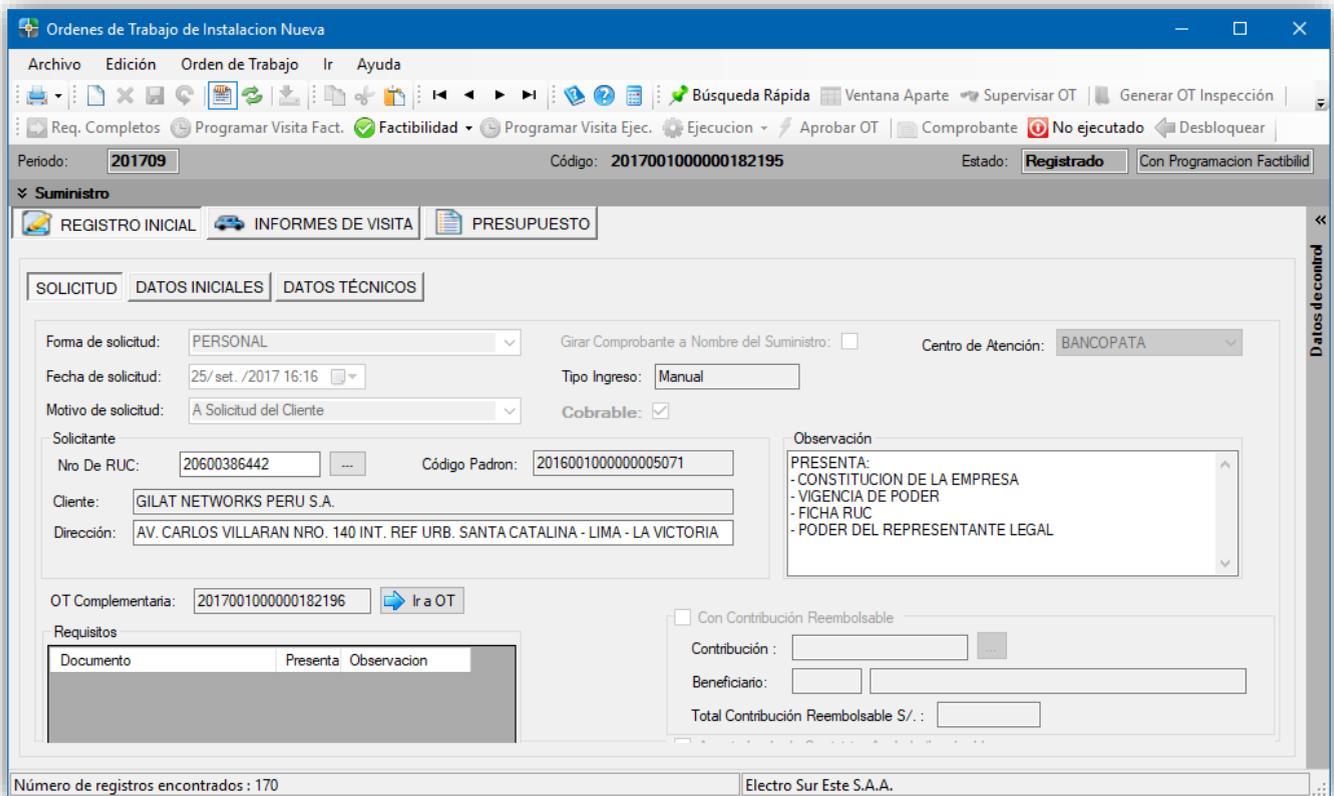 Ordenes de Trabajo de Instalacion Nueva
Archivo Edición Orden de Trabajo Ir Ayuda
Búsqueda Rápida Ventana Aparte Supervisar OT Generar OT Inspección
Req. Completos Programar Visita Fact. Factibilidad Programar Visita Ejec. Ejecucion Aprobar OT Comprobante No ejecutado Desbloquear
Periodo: 201709 Código: 2017001000000182195 Estado: Registrado Con Programacion Factibilid
Suministro
REGISTRO INICIAL INFORMES DE VISITA PRESUPUESTO
Datos de control
SOLICITUD DATOS INICIALES DATOS TÉCNICOS
Forma de solicitud: PERSONAL Girar Comprobante a Nombre del Suministro: Centro de Atención: BANCOPATA
Fecha de solicitud: 25/set. /2017 16:16 Tipo Ingreso: Manual
Motivo de solicitud: A Solicitud del Cliente Cobrable:
Solicitante
Nro De RUC: 20600386442 ... Código Padron: 2016001000000005071
Cliente: GILAT NETWORKS PERU S.A.
Dirección: AV. CARLOS VILLARAN NRO. 140 INT. REF URB. SANTA CATALINA - LIMA - LA VICTORIA
Observación
PRESENTA:
- CONSTITUCION DE LA EMPRESA
- VIGENCIA DE PODER
- FICHA RUC
- PODER DEL REPRESENTANTE LEGAL
OT Complementaria: 2017001000000182196 Ir a OT
Requisitos
Documento Presenta Observacion
Con Contribución Reembolsable
Contribución : ...
Beneficiario:
Total Contribución Reembolsable S/. :
Número de registros encontrados : 170 Electro Sur Este S.A.A.